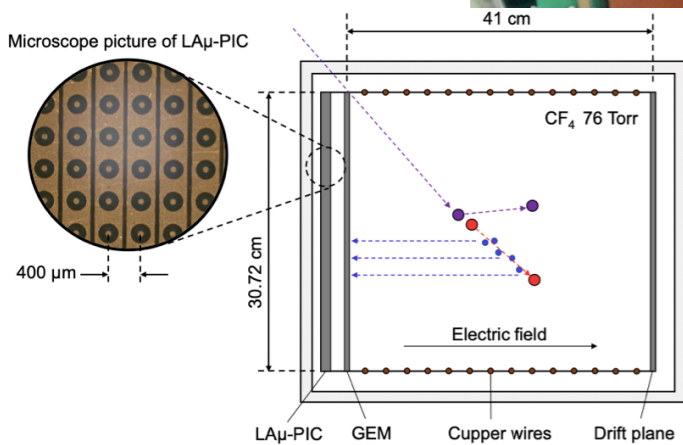 41 cm
Microscope picture of LAμ-PIC
CF₄ 76 Torr
30.72 cm
400 μm
Electric field
LAμ-PIC
GEM
Cupper wires
Drift plane